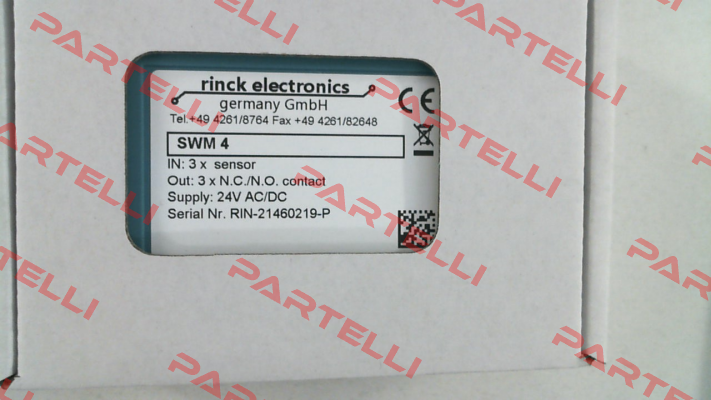 rinck electronics
germany GmbH
Tel.+49 4261/8764 Fax +49 4261/82648
CE
SWM 4
IN: 3 x sensor
Out: 3 x N.C./N.O. contact
Supply: 24V AC/DC
Serial Nr. RIN-21460219-P
PARTELLI
PARTELLI
PARTELLI
PARTELLI
PARTELLI
PARTELLI
PARTELLI
PARTELLI